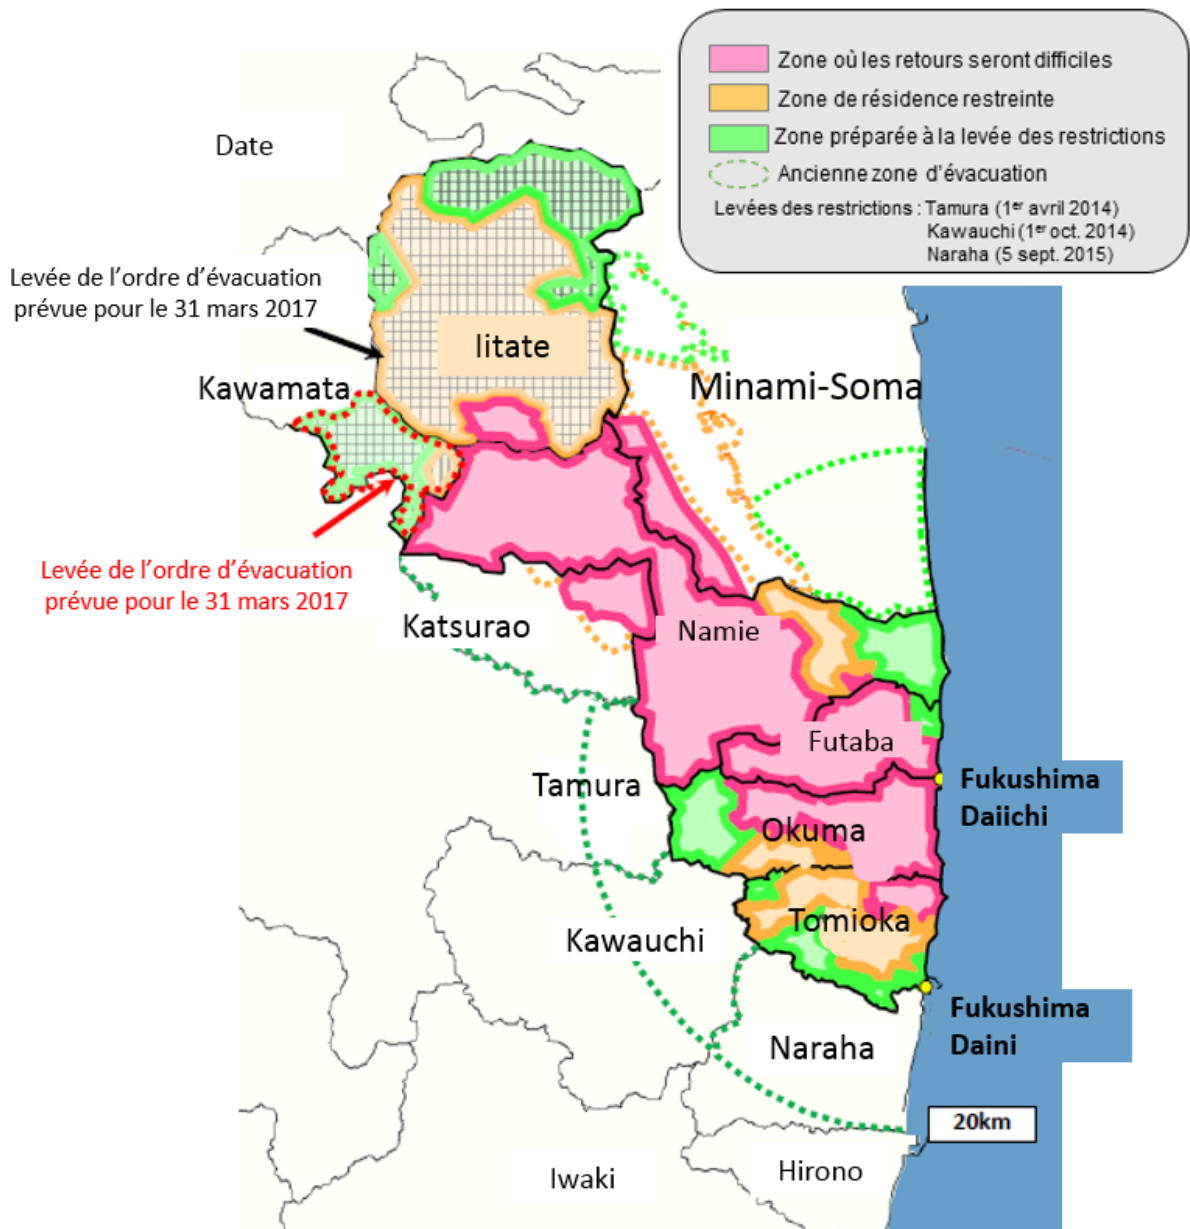 Zone où les retours seront difficiles
Zone de résidence restreinte
Zone préparée à la levée des restrictions
Ancienne zone d'évacuation
Levées des restrictions : Tamura (1er avril 2014)
Kawauchi (1er oct. 2014)
Naraha (5 sept. 2015)
Date
Levée de l'ordre d'évacuation
prévue pour le 31 mars 2017
Iitate
Kawamata
Minami-Soma
Levée de l'ordre d'évacuation
prévue pour le 31 mars 2017
Katsurao
Namie
Futaba
Tamura
Fukushima
Daiichi
Okuma
Tomioka
Kawauchi
Fukushima
Daini
Naraha
20km
Iwaki
Hirono